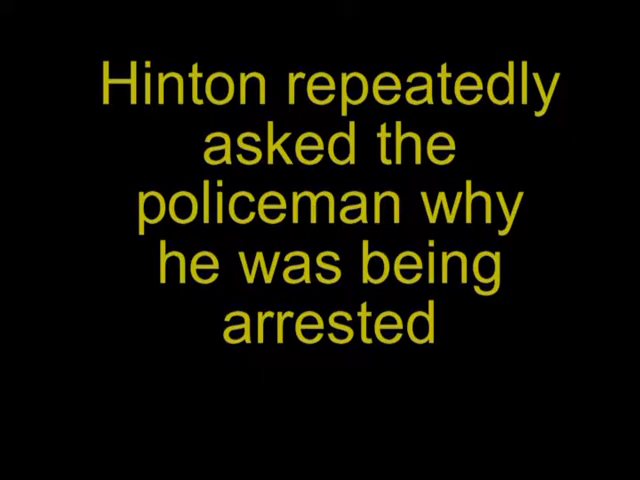 Hinton repeatedly
asked the
policeman why
he was being
arrested